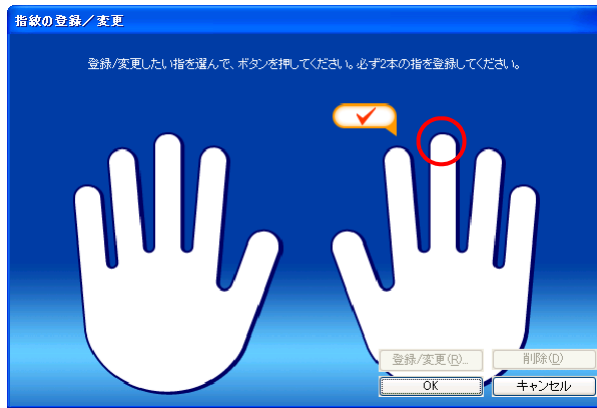 指紋の登録／変更
登録/変更したい指を選んで、ボタンを押してください。必ず2本の指を登録してください。
登録/変更(R)...
削除(D)
OK
キャンセル